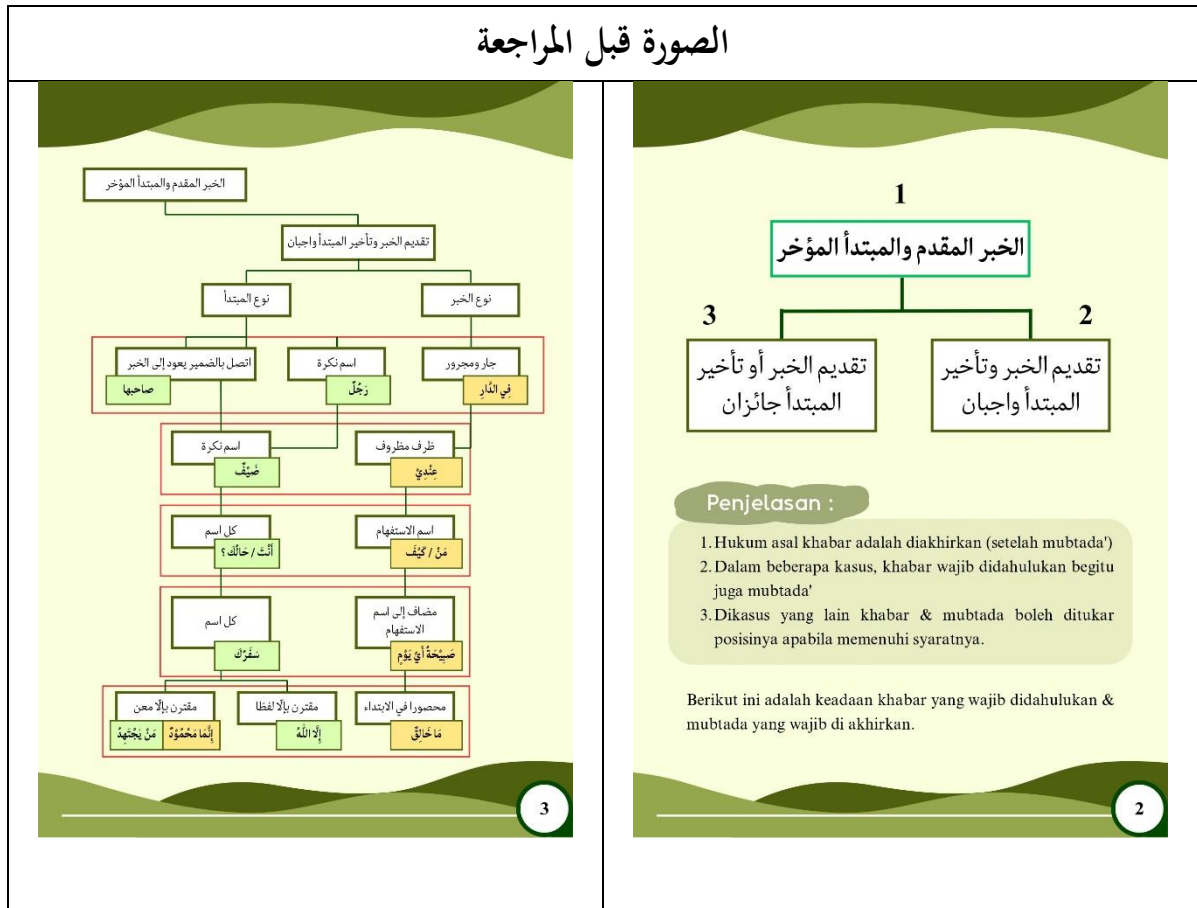 الصورة قبل المراجعة
1
الخبر المقدم والمبتدأ المؤخر
2
3
تقديم الخبر وتأخير
المبتدأ واجبان
تقديم الخبر أو تأخير
المبتدأ جائزان
Penjelasan :
1. Hukum asal khabar adalah diakhirkan (setelah mubtada')
2. Dalam beberapa kasus, khabar wajib didahulukan begitu
juga mubtada'
3. Dikasus yang lain khabar & mubtada boleh ditukar
posisinya apabila memenuhi syaratnya.
Berikut ini adalah keadaan khabar yang wajib didahulukan &
mubtada yang wajib di akhirkan.
2
الخبر المقدم والمبتدأ المؤخر
تقديم الخبر وتأخير المبتدأ واجبان
نوع الخبر
نوع المبتدأ
جار ومجرور
فِي الدَّارِ
اسم نكرة
رَجُلٌ
اتصل بالضمير يعود إلى الخبر
صاحبها
ظرف مظروف
عِنْدِيْ
اسم نكرة
ضَيْفٌ
اسم الاستفهام
مَنْ / كَيْفَ
كل اسم
أَنْتَ / حَالُكَ ؟
مضاف إلى اسم
الاستفهام
صَبِيْحَةُ أَيِّ يَوْمٍ
كل اسم
سَفَرُكَ
محصورا في الابتداء
مَا خَالِقٌ
مقترن بإلّا لفظا
إِلَّا اللهُ
مقترن بإلّا معن
إِنَّمَا مَحْمُوْدٌ
مَنْ يَجْتَهِدُ
3